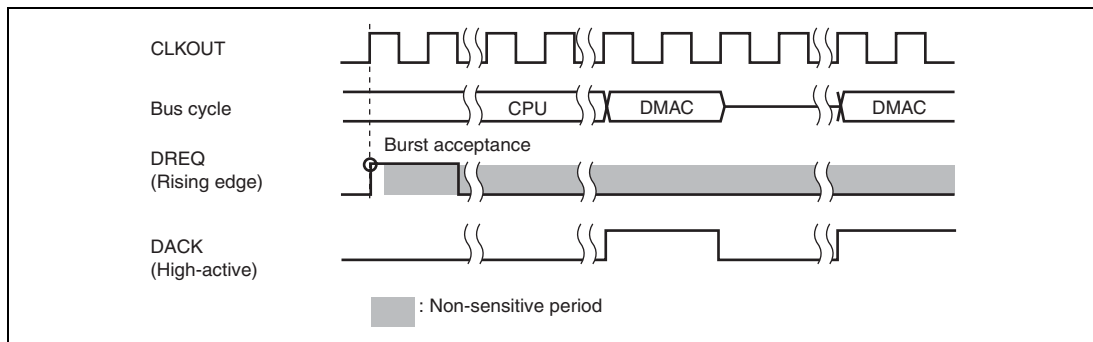 CLKOUT
Bus cycle
CPU
DMAC
DMAC
Burst acceptance
DREQ
(Rising edge)
DACK
(High-active)
: Non-sensitive period